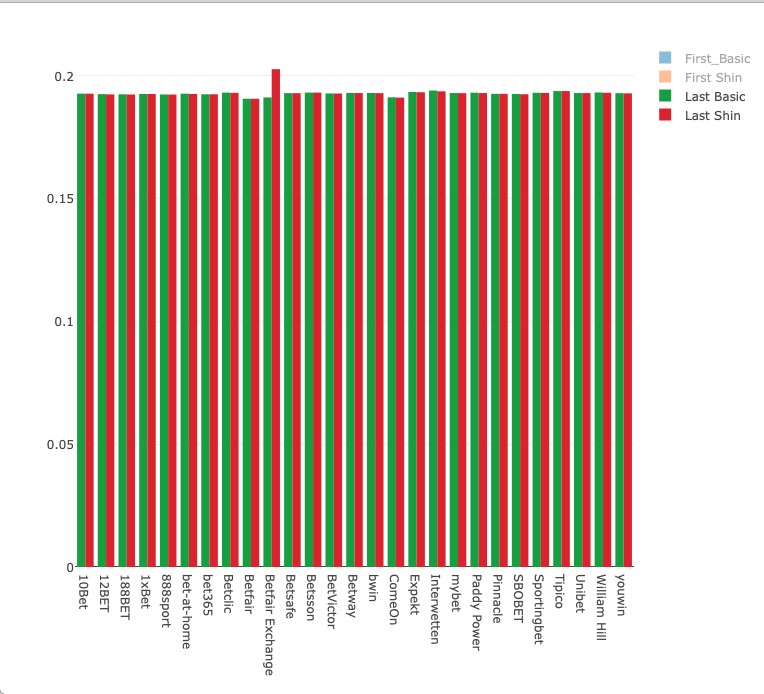 0.2
0.15
0.1
0.05
0
10Bet
12BET
188BET
1xBet
888sport
bet-at-home
bet365
Betclic
Betfair
Betfair Exchange
Betsafe
Betsson
BetVictor
Betway
bwin
ComeOn
Expekt
Interwetten
mybet
Paddy Power
Pinnacle
SBOBET
Sportingbet
Tipico
Unibet
William Hill
youwin
First_Basic
First Shin
Last Basic
Last Shin